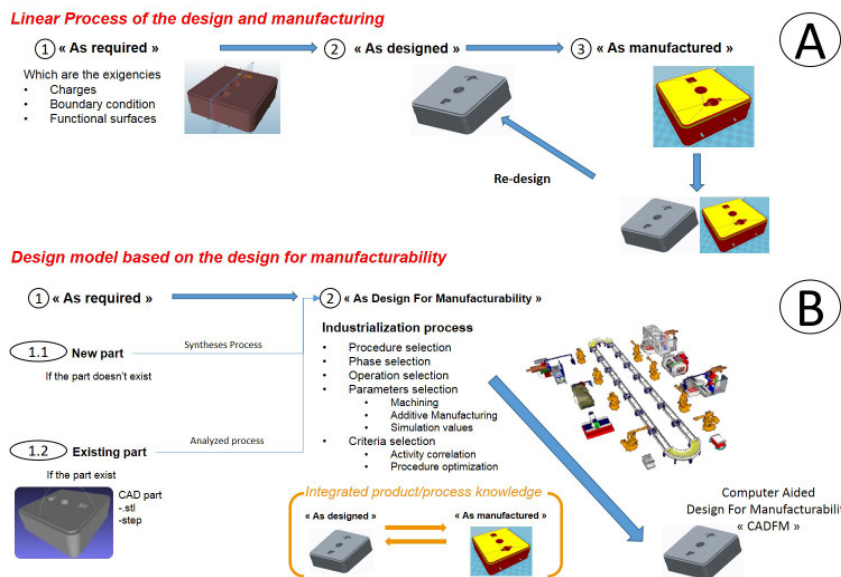 Linear Process of the design and manufacturing
A
1 « As required »
2 « As designed »
3 « As manufactured »
Which are the exigencies
• Charges
• Boundary condition
• Functional surfaces
Re-design
Design model based on the design for manufacturability
B
1 « As required »
2 « As Design For Manufacturability »
1.1 New part
Syntheses Process
If the part doesn't exist
Industrialization process
• Procedure selection
• Phase selection
• Operation selection
• Parameters selection
• Machining
• Additive Manufacturing
• Simulation values
• Criteria selection
• Activity correlation
• Procedure optimization
1.2 Existing part
Analyzed process
If the part exist
CAD part
-.stl
-step
Integrated product/process knowledge
« As designed »
« As manufactured »
Computer Aided
Design For Manufacturabilit
« CADFM »